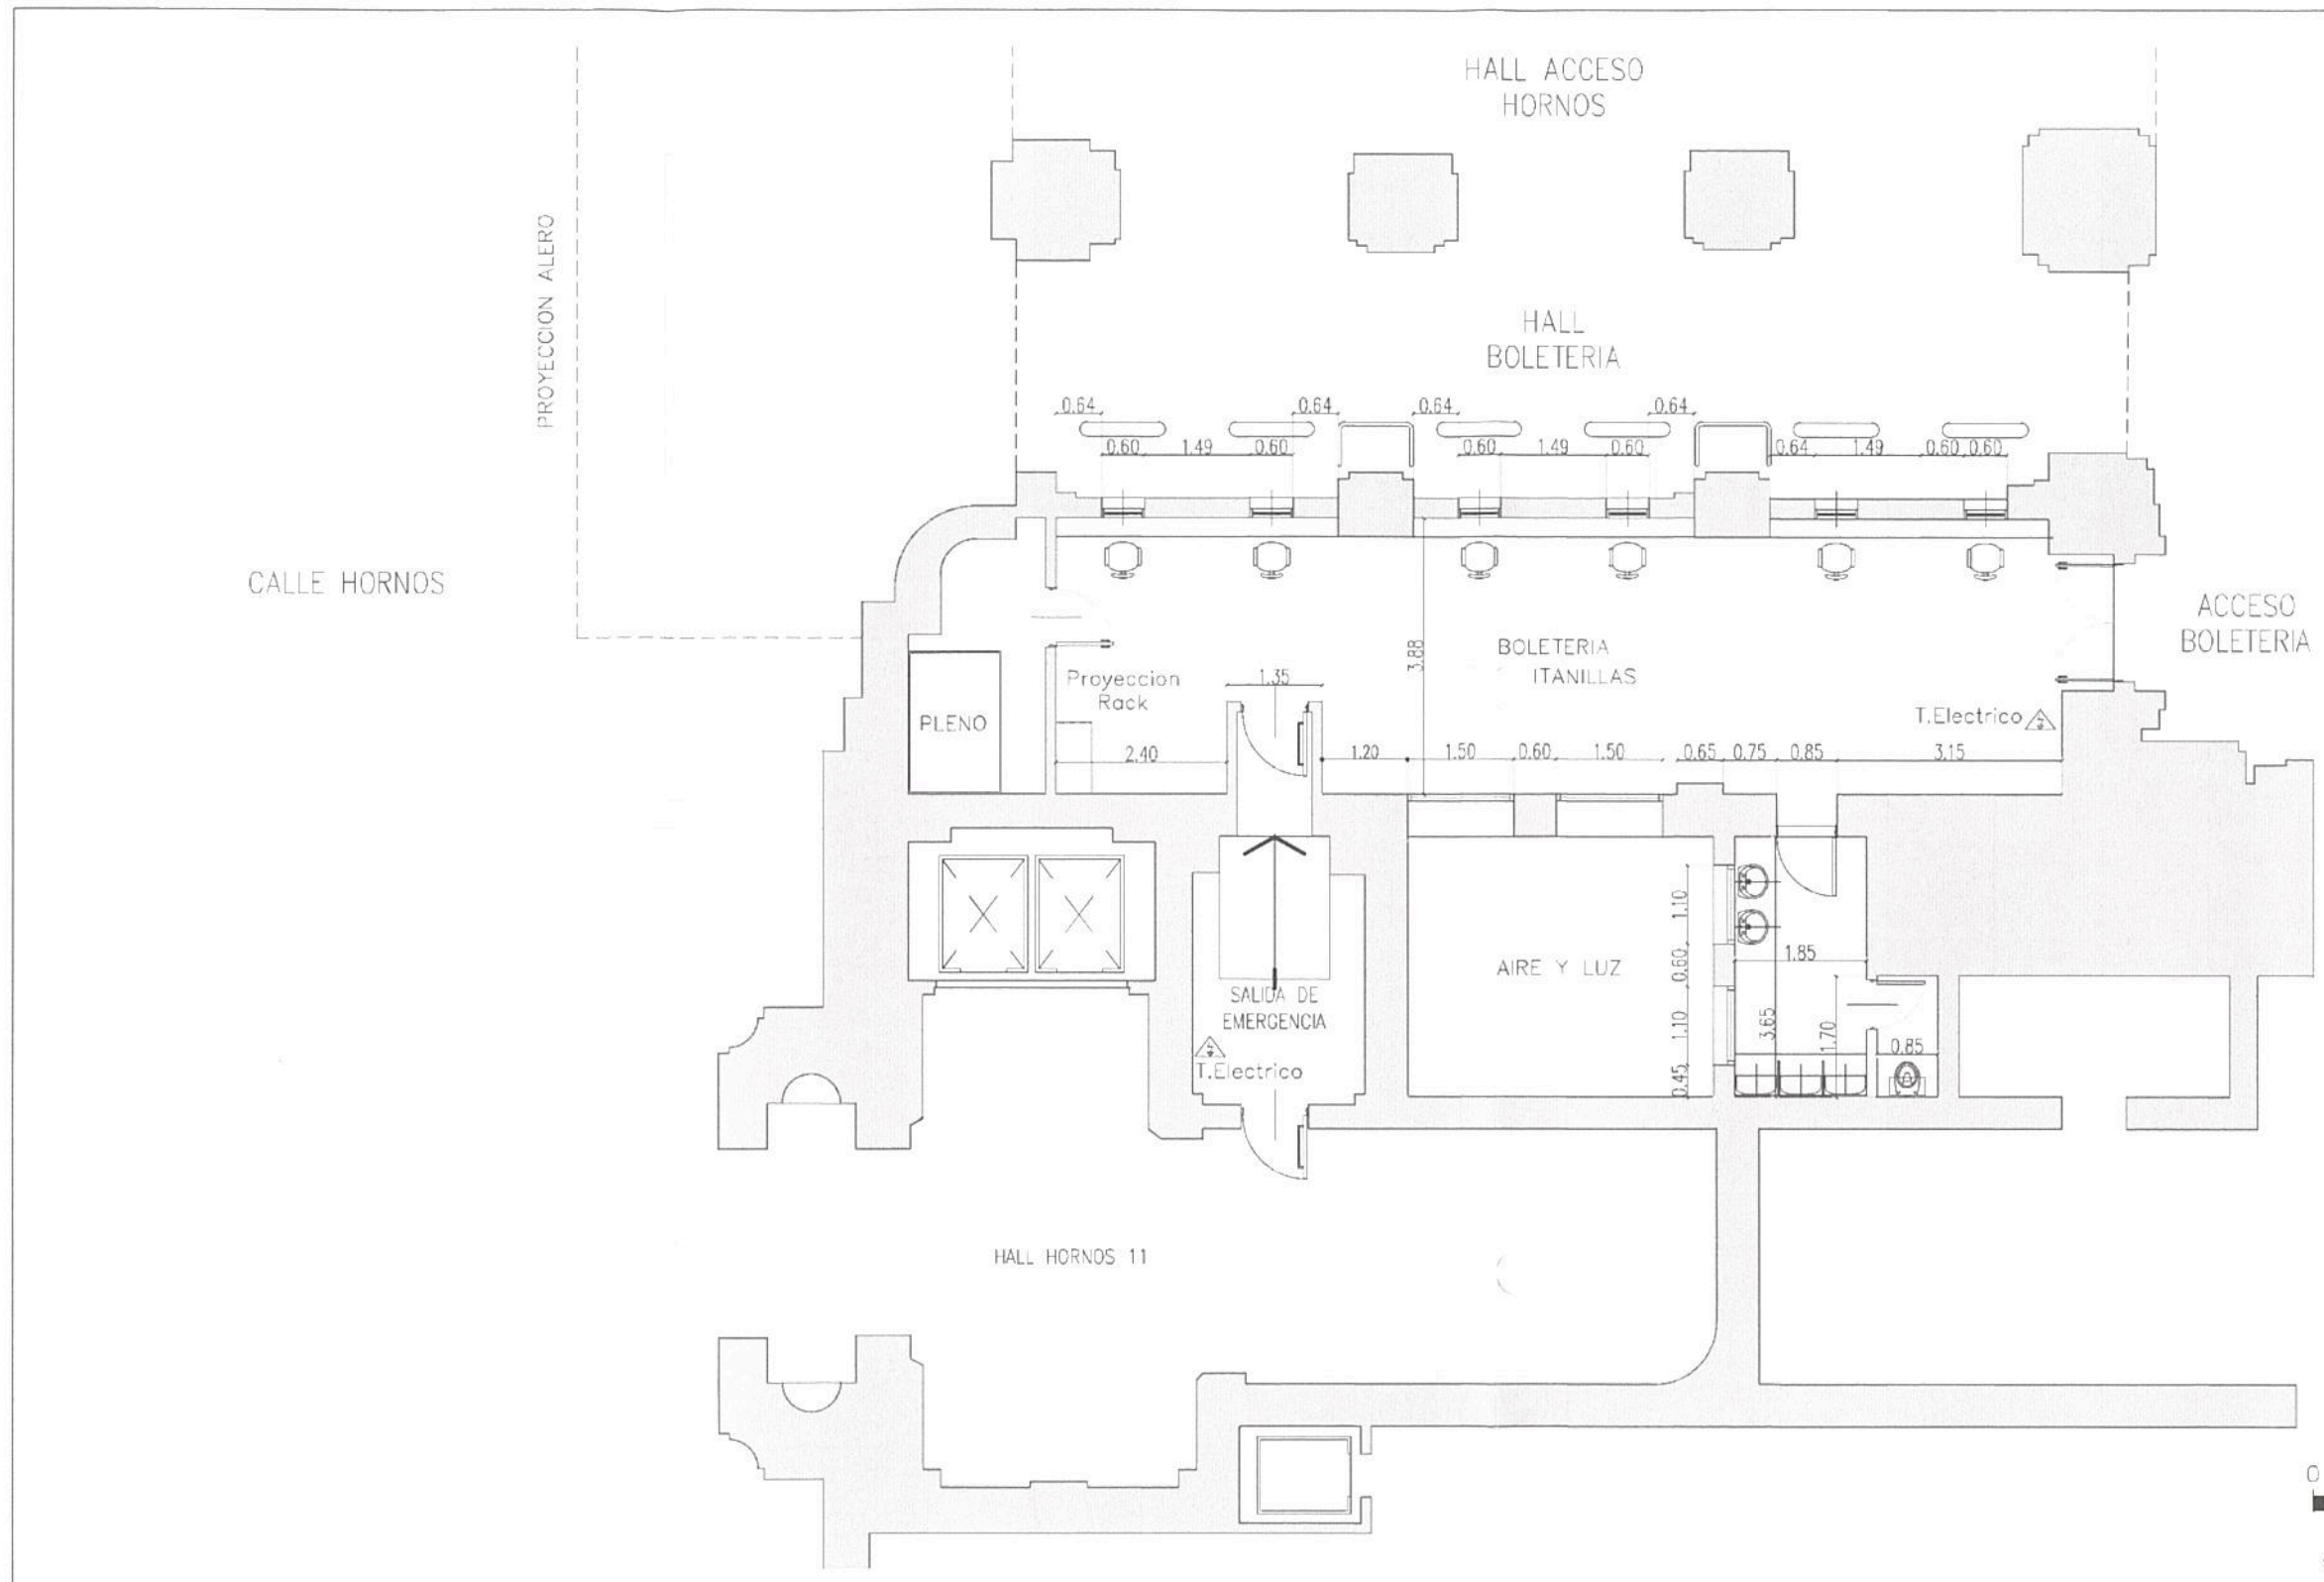 HALL ACCESO
HORNOS
PROYECCION ALERO
HALL
BOLETERIA
0.64
0.64
0.64
0.64
0.60
1.49
0.60
0.60
1.49
0.60
0.64
1.49
0.60
0.60
CALLE HORNOS
ACCESO
BOLETERIA
3.88
BOLETERIA
ITANILLAS
Proyeccion
Rack
1.35
PLENO
T.Electrico
2.40
1.20
1.50
0.60
1.50
0.65
0.75
0.85
3.15
1.10
0.60
1.10
0.45
AIRE Y LUZ
1.85
3.65
1.70
0.85
SALIDA DE
EMERGENCIA
T.Electrico
HALL HORNOS 11
0